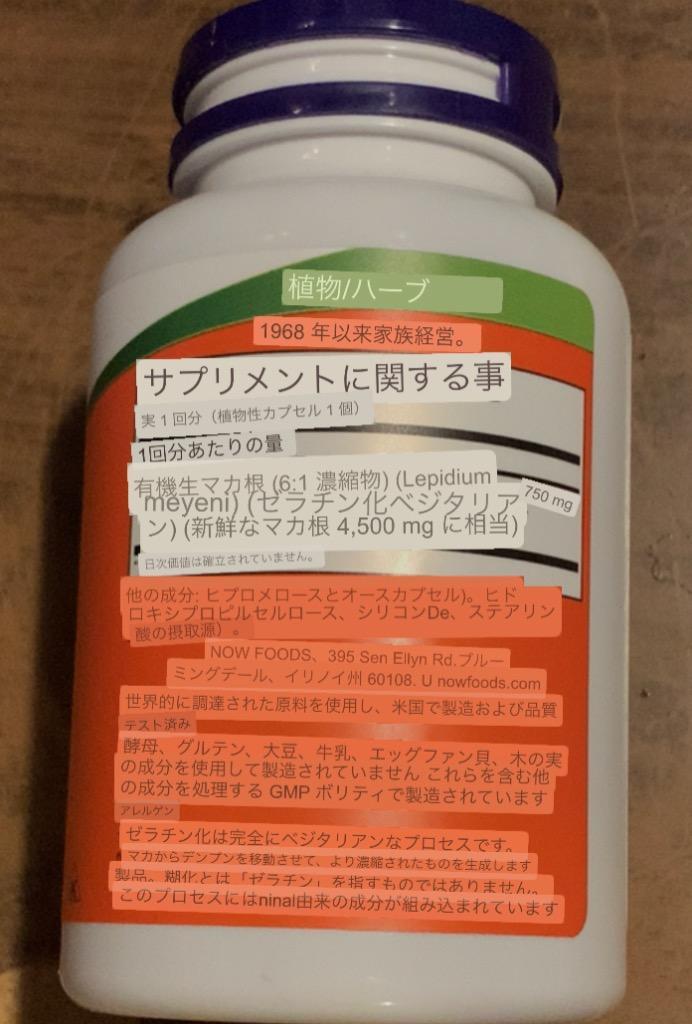 植物/ハーブ
1968 年以来家族経営。
サプリメントに関する事
実 1 回分（植物性カプセル 1 個）
1回分あたりの量
有機生マカ根 (6:1 濃縮物) (Lepidium
meyeni) (ゼラチン化ベジタリア
ン) (新鮮なマカ根 4,500 mg に相当)
750 mg
日次価値は確立されていません。
他の成分: ヒプロメロースとオースカプセル)。ヒド
ロキシプロピルセルロース、シリコンDe、ステアリン
酸の摂取源）。
NOW FOODS、395 Sen Ellyn Rd.ブルー
ミングデール、イリノイ州 60108. U nowfoods.com
世界的に調達された原料を使用し、米国で製造および品質
テスト済み
酵母、グルテン、大豆、牛乳、エッグファン貝、木の実
の成分を使用して製造されていません これらを含む他
の成分を処理する GMP ボリティで製造されています
アレルゲン
ゼラチン化は完全にベジタリアンなプロセスです。
マカからデンプンを移動させて、より濃縮されたものを生成します
製品。糊化とは「ゼラチン」を指すものではありません。
このプロセスにはninal由来の成分が組み込まれています